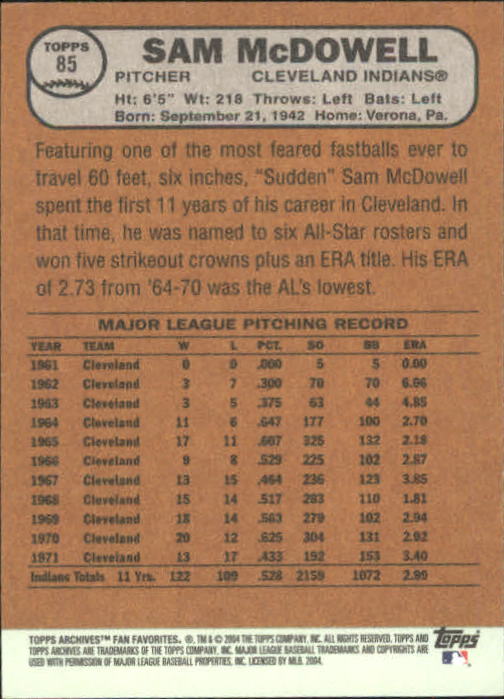 TOPPS
85
SAM McDOWELL
PITCHER CLEVELAND INDIANS®
Ht: 6'5" Wt: 218 Throws: Left Bats: Left
Born: September 21, 1942 Home: Verona, Pa.
Featuring one of the most feared fastballs ever to
travel 60 feet, six inches, "Sudden" Sam McDowell
spent the first 11 years of his career in Cleveland. In
that time, he was named to six All-Star rosters and
won five strikeout crowns plus an ERA title. His ERA
of 2.73 from '64-70 was the AL's lowest.
MAJOR LEAGUE PITCHING RECORD
YEAR TEAM W L PCT. SO BB ERA
1961 Cleveland 0 0 .000 5 5 0.00
1962 Cleveland 3 7 .300 70 70 6.06
1963 Cleveland 3 5 .375 63 44 4.85
1964 Cleveland 11 6 .647 177 100 2.70
1965 Cleveland 17 11 .607 325 132 2.18
1966 Cleveland 9 8 .529 225 102 2.87
1967 Cleveland 13 15 .464 236 123 3.85
1968 Cleveland 15 14 .517 283 110 1.81
1969 Cleveland 18 14 .563 279 102 2.94
1970 Cleveland 20 12 .625 304 131 2.92
1971 Cleveland 13 17 .433 192 153 3.40
Indians Totals 11 Yrs. 122 109 .528 2159 1072 2.99
TOPPS ARCHIVES™ FAN FAVORITES. ®, TM & © 2004 THE TOPPS COMPANY, INC. ALL RIGHTS RESERVED. TOPPS AND
TOPPS ARCHIVES ARE TRADEMARKS OF THE TOPPS COMPANY, INC. MAJOR LEAGUE BASEBALL TRADEMARKS AND COPYRIGHTS ARE
USED WITH PERMISSION OF MAJOR LEAGUE BASEBALL PROPERTIES, INC. LICENSED BY MLB. 2004.
Topps